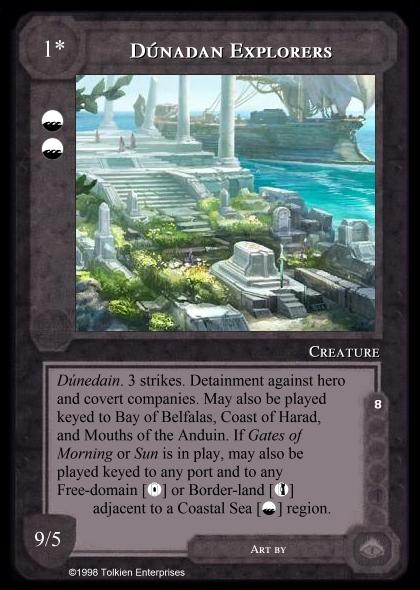 1*
DÚNADAN EXPLORERS
CREATURE
Dúnedain. 3 strikes. Detainment against hero
and covert companies. May also be played
keyed to Bay of Belfalas, Coast of Harad,
and Mouths of the Anduin. If Gates of
Morning or Sun is in play, may also be
played keyed to any port and to any
Free-domain [ ] or Border-land [ ]
adjacent to a Coastal Sea [ ] region.
8
9/5
ART BY
©1998 Tolkien Enterprises